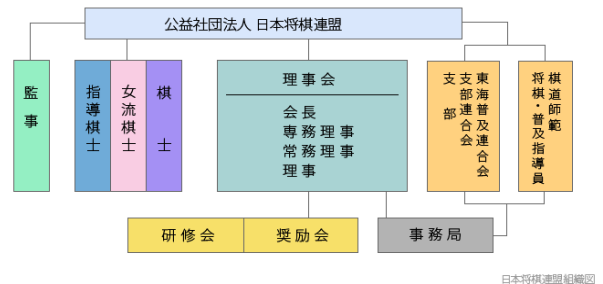 公益社団法人 日本将棋連盟
監事
指導棋士
女流棋士
棋士
理事会
会長
専務理事
常務理事
理事
東海普及連合会
支部連合会
支部
棋道師範
将棋・普及指導員
研修会
奨励会
事務局
日本将棋連盟組織図